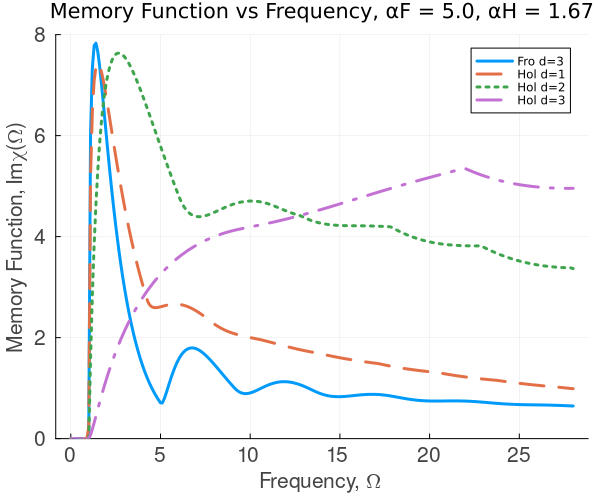 Memory Function vs Frequency, αF = 5.0, αH = 1.67
Memory Function, Imχ(Ω)
8
6
4
2
0
Fro d=3
Hol d=1
Hol d=2
Hol d=3
0 5 10 15 20 25
Frequency, Ω